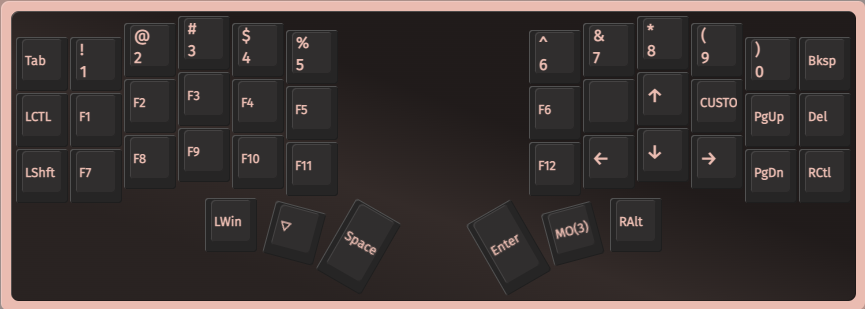 Tab ! 1 @ 2 # 3 $ 4 % 5 ^ 6 & 7 * 8 ( 9 ) 0 Bksp
LCTL F1 F2 F3 F4 F5 F6 ↑ CUSTO PgUp Del
LShft F7 F8 F9 F10 F11 F12 ← ↓ → PgDn RCtl
LWin ▽ Space Enter MO(3) RAlt